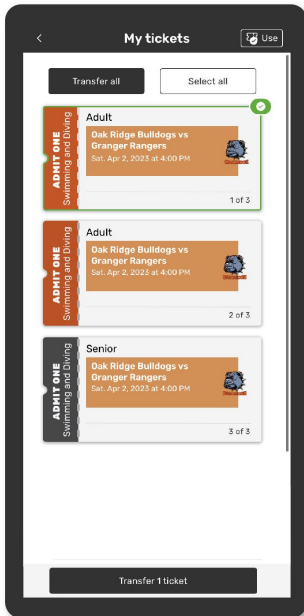 My tickets
Use
Transfer all
Select all
ADMIT ONE
Swimming and Diving
Adult
Oak Ridge Bulldogs vs
Granger Rangers
Sat. Apr 2, 2023 at 4:00 PM
1 of 3
ADMIT ONE
Swimming and Diving
Adult
Oak Ridge Bulldogs vs
Granger Rangers
Sat. Apr 2, 2023 at 4:00 PM
2 of 3
ADMIT ONE
Swimming and Diving
Senior
Oak Ridge Bulldogs vs
Granger Rangers
Sat. Apr 2, 2023 at 4:00 PM
3 of 3
Transfer 1 ticket